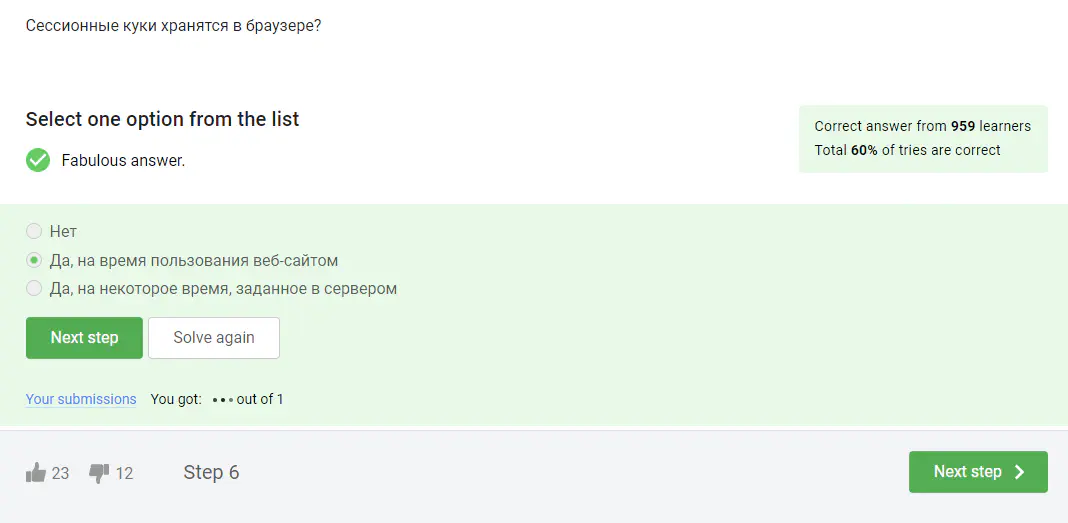 Сессионные куки хранятся в браузере?
Select one option from the list
Correct answer from 959 learners
Total 60% of tries are correct
Fabulous answer.
Нет
Да, на время пользования веб-сайтом
Да, на некоторое время, заданное в сервером
Next step
Solve again
Your submissions You got: ••• out of 1
23
12
Step 6
Next step